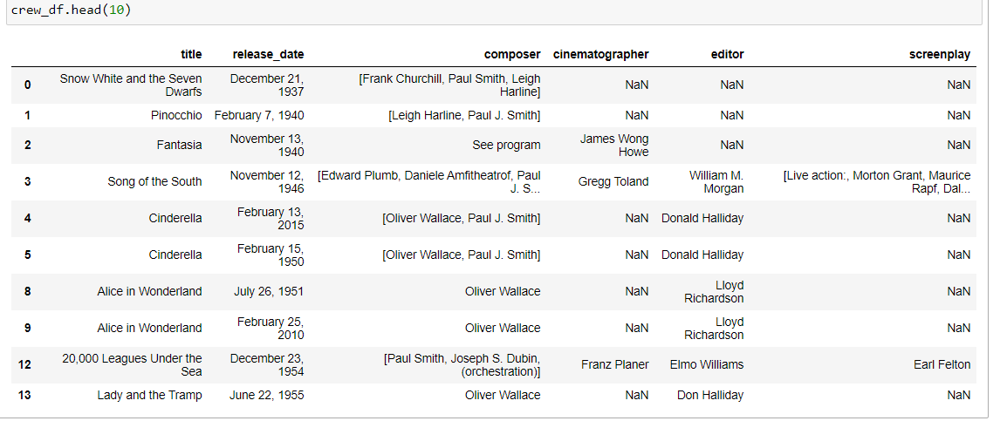 crew_df.head(10)
title release_date composer cinematographer editor screenplay
0 Snow White and the Seven Dwarfs December 21, 1937 [Frank Churchill, Paul Smith, Leigh Harline] NaN NaN NaN
1 Pinocchio February 7, 1940 [Leigh Harline, Paul J. Smith] NaN NaN NaN
2 Fantasia November 13, 1940 See program James Wong Howe NaN NaN
3 Song of the South November 12, 1946 [Edward Plumb, Daniele Amfitheatrof, Paul J. S... Gregg Toland William M. Morgan [Live action:, Morton Grant, Maurice Rapf, Dal...
4 Cinderella February 13, 2015 [Oliver Wallace, Paul J. Smith] NaN Donald Halliday NaN
5 Cinderella February 15, 1950 [Oliver Wallace, Paul J. Smith] NaN Donald Halliday NaN
8 Alice in Wonderland July 26, 1951 Oliver Wallace NaN Lloyd Richardson NaN
9 Alice in Wonderland February 25, 2010 Oliver Wallace NaN Lloyd Richardson NaN
12 20,000 Leagues Under the Sea December 23, 1954 [Paul Smith, Joseph S. Dubin, (orchestration)] Franz Planer Elmo Williams Earl Felton
13 Lady and the Tramp June 22, 1955 Oliver Wallace NaN Don Halliday NaN